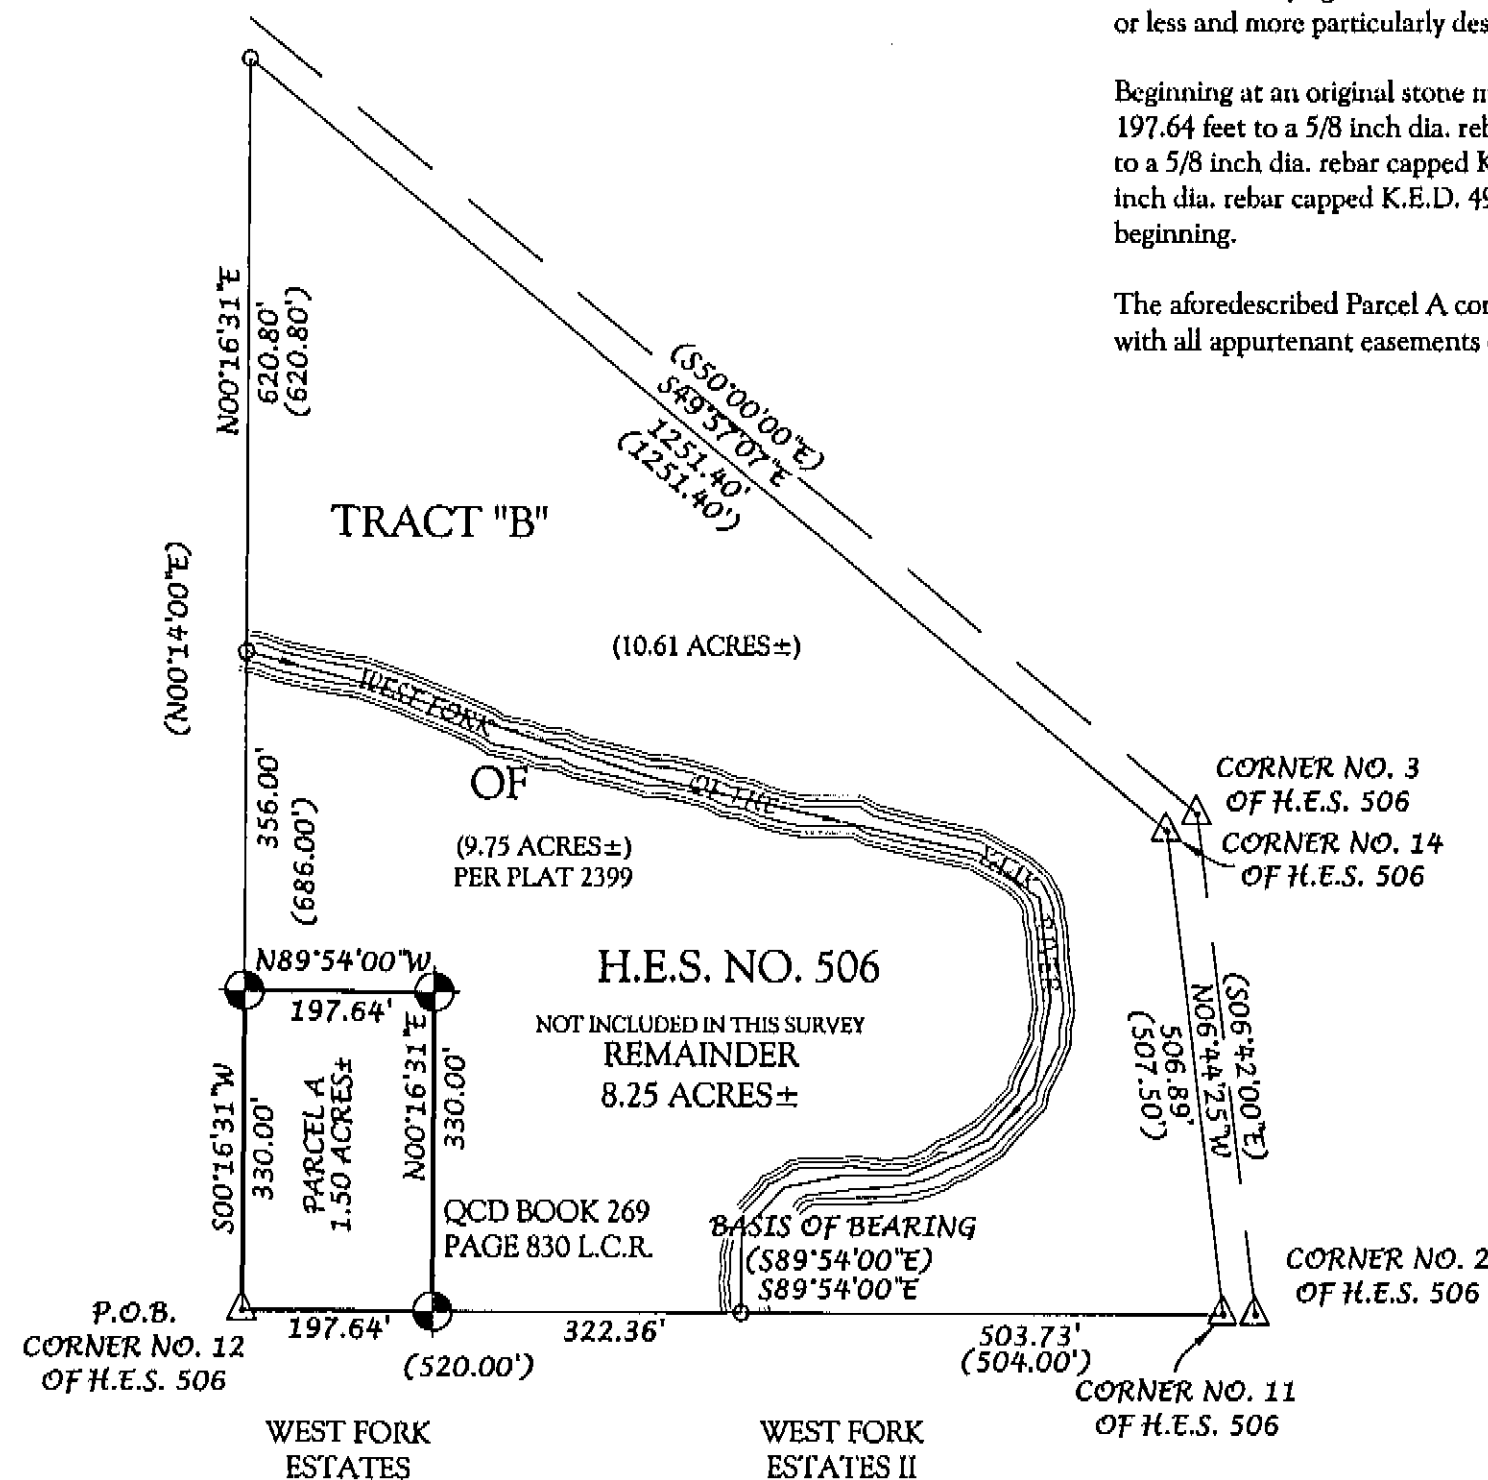 or less and more particularly des
Beginning at an original stone m
197.64 feet to a 5/8 inch dia. reb
to a 5/8 inch dia. rebar capped K
inch dia. rebar capped K.E.D. 49
beginning.
The aforedescribed Parcel A con
with all appurtenant easements
N00°16'31"E
620.80'
(620.80')
(S50°00'00"E)
S49°57'07"E
1251.40'
(1251.40')
TRACT "B"
(N00°14'00"E)
(10.61 ACRES±)
WEST FORK
OF THE
OF
(9.75 ACRES±)
PER PLAT 2399
356.00'
(686.00')
CORNER NO. 3
OF H.E.S. 506
CORNER NO. 14
OF H.E.S. 506
N89°54'00"W
197.64'
H.E.S. NO. 506
NOT INCLUDED IN THIS SURVEY
REMAINDER
8.25 ACRES±
(S06°42'00"E)
N06°44'25"W
506.89'
(507.50')
S00°16'31"W
330.00'
PARCEL A
1.50 ACRES±
N00°16'31"E
330.00'
QCD BOOK 269
PAGE 830 L.C.R.
BASIS OF BEARING
(S89°54'00"E)
S89°54'00"E
CORNER NO. 2
OF H.E.S. 506
P.O.B.
CORNER NO. 12
OF H.E.S. 506
197.64'
(520.00')
322.36'
503.73'
(504.00')
CORNER NO. 11
OF H.E.S. 506
WEST FORK
ESTATES
WEST FORK
ESTATES II